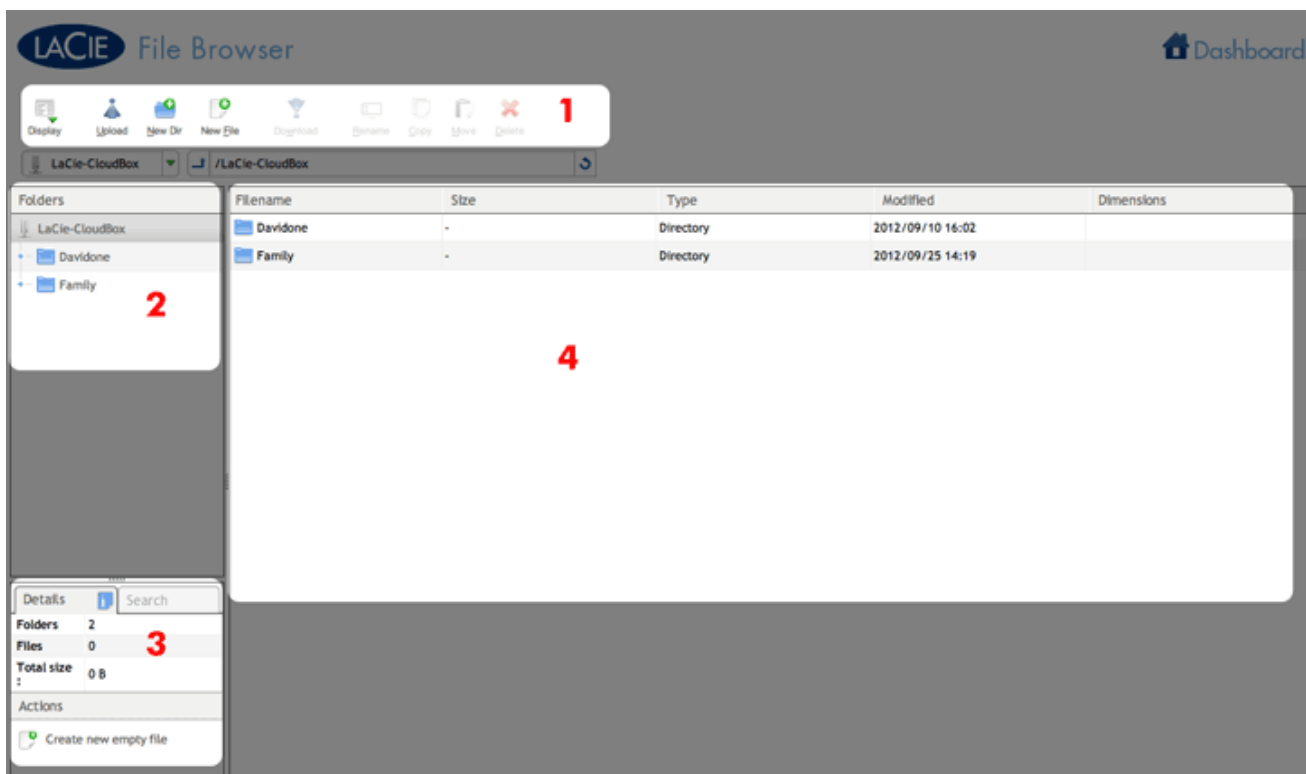 LACIE File Browser
Dashboard
Display Upload New Dir New File Download Rename Copy Move Delete
1
LaCie-CloudBox /LaCie-CloudBox
Folders
LaCie-CloudBox
Davidone
Family
2
Filename Size Type Modified Dimensions
Davidone - Directory 2012/09/10 16:02
Family - Directory 2012/09/25 14:19
4
Details Search
Folders 2
Files 0
Total size : 0 B
3
Actions
Create new empty file